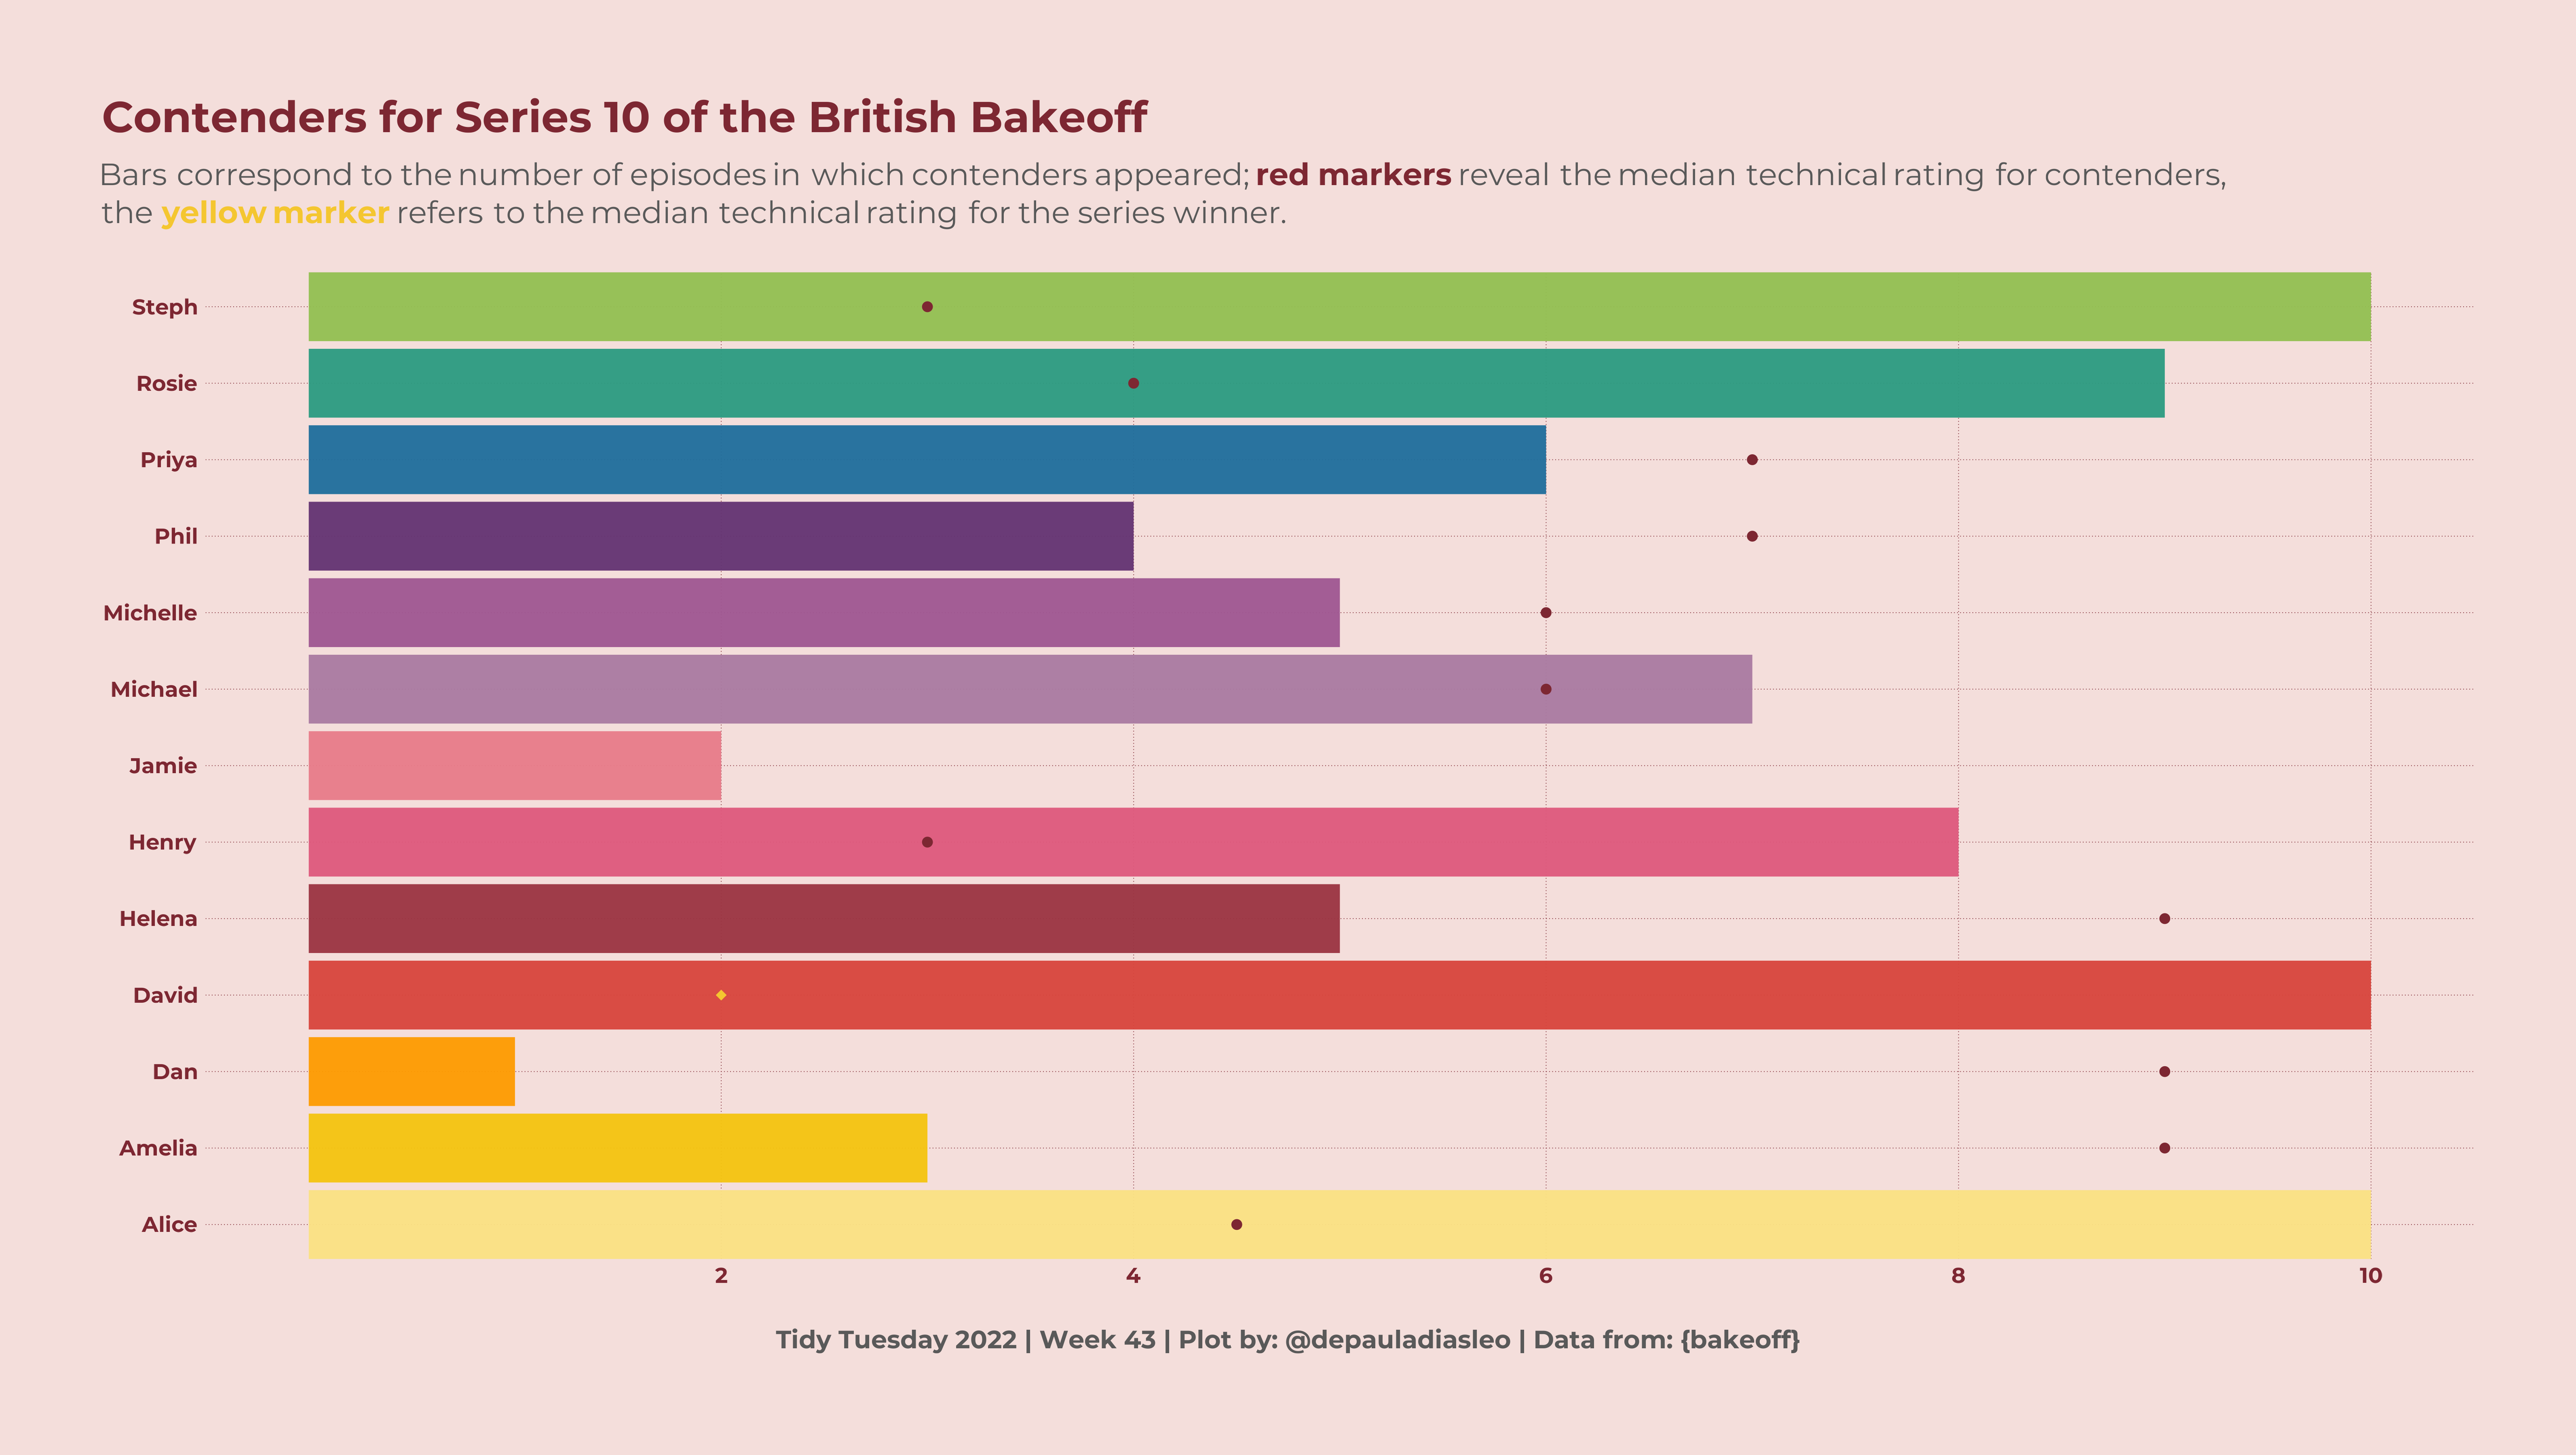 Contenders for Series 10 of the British Bakeoff
Bars correspond to the number of episodes in which contenders appeared; red markers reveal the median technical rating for contenders,
the yellow marker refers to the median technical rating for the series winner.
Steph
Rosie
Priya
Phil
Michelle
Michael
Jamie
Henry
Helena
David
Dan
Amelia
Alice
2 4 6 8 10
Tidy Tuesday 2022 | Week 43 | Plot by: @depauladiasleo | Data from: {bakeoff}